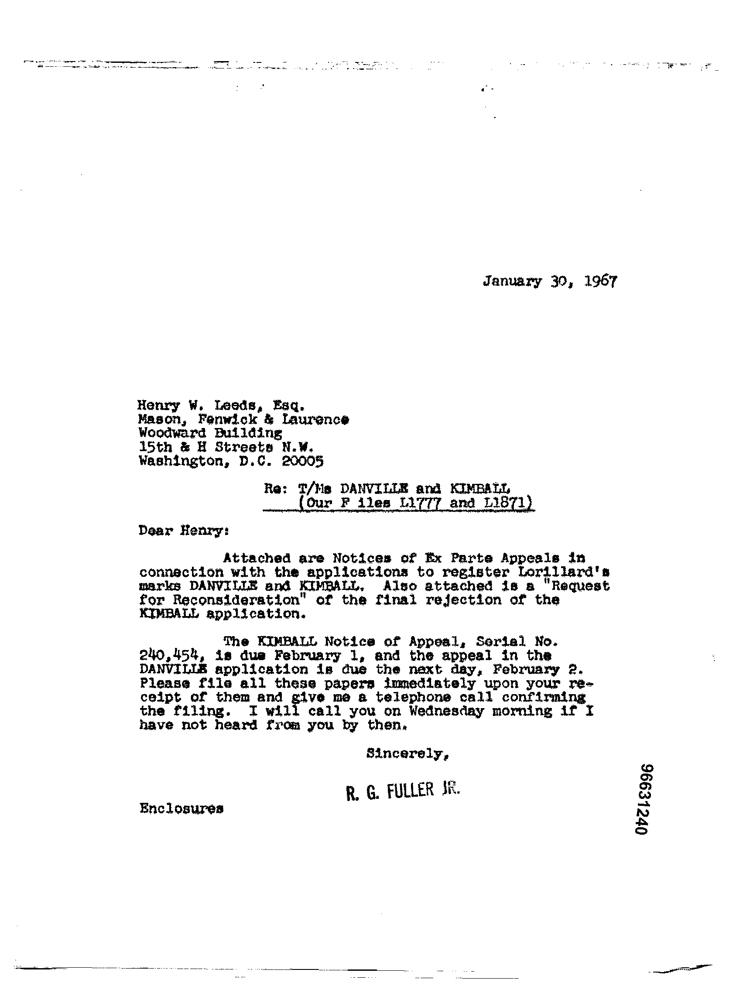 January 30, 1967
Henry W. Leeds, Esq.
Mason, Fenwick & Laurence
Woodward Building
15th & H Streets N.W.
Washington, D.C. 20005
Re: T/Ms DANVILLE and KIMBALL
(Our F iles L1777 and L1871)
Dear Henry:
Attached are Notices of Ex Parte Appeals in
connection with the applications to register Lorillard's
marks DANVILLE and KIMBALL. Also attached is a "Request
for Reconsideration" of the final rejection of the
KIMBALL application.
The KIMBALL Notice of Appeal, Serial No.
240,454, is due February 1, and the appeal in the
DANVILLE application is due the next day, February 2.
Please file all these papers immediately upon your re-
ceipt of them and give me a telephone call confirming
the filing. I will call you on Wednesday morning if I
have not heard from you by then.
Sincerely,
R. G. FULLER JR.
Enclosures
96631240